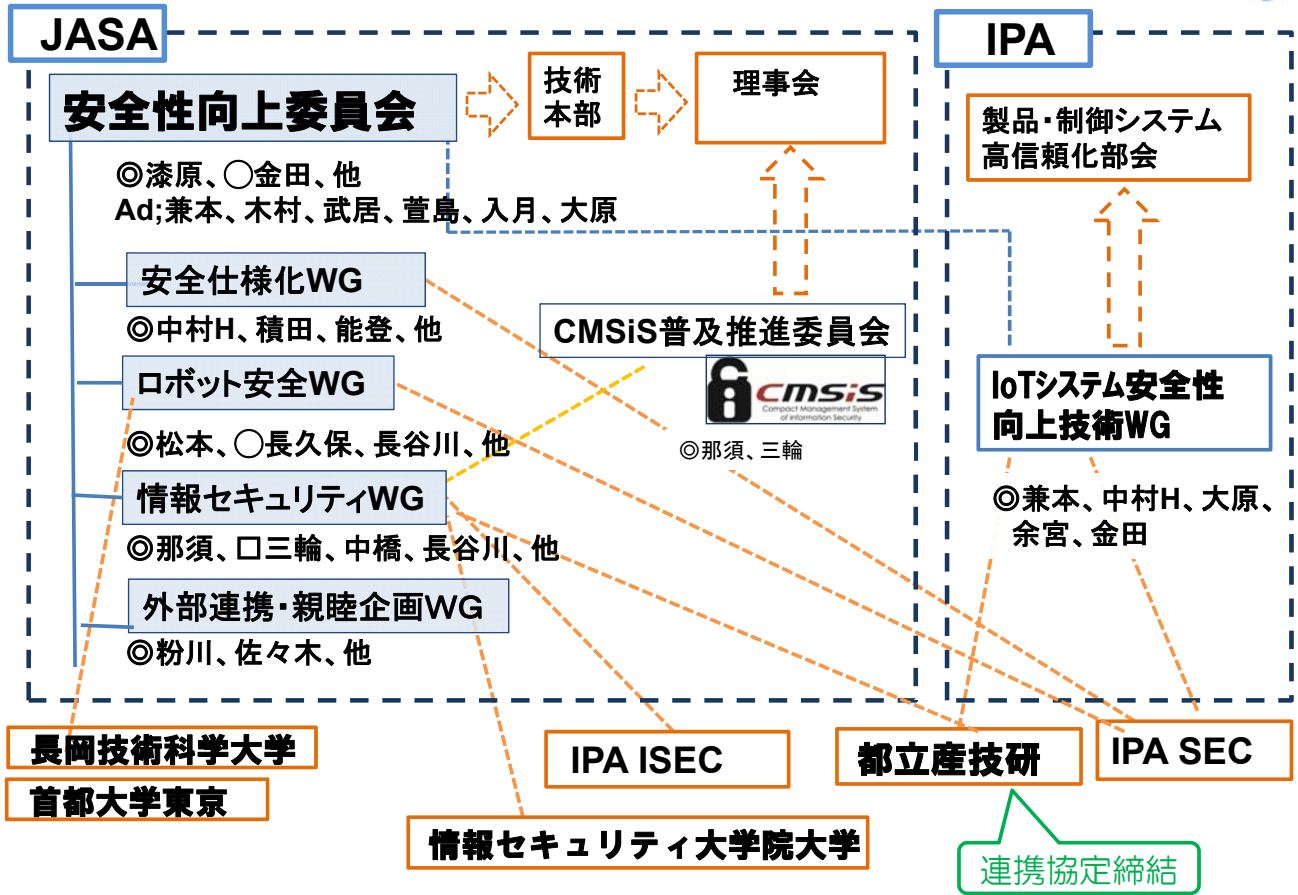 JASA
IPA
安全性向上委員会
技術
本部
理事会
製品・制御システム
高信頼化部会
◎漆原、○金田、他
Ad;兼本、木村、武居、萱島、入月、大原
安全仕様化WG
◎中村H、積田、能登、他
CMSiS普及推進委員会
cmsis
Compact Management System
of Information Security
◎那須、三輪
ロボット安全WG
◎松本、○長久保、長谷川、他
IoTシステム安全性
向上技術WG
◎兼本、中村H、大原、
余宮、金田
情報セキュリティWG
◎那須、□三輪、中橋、長谷川、他
外部連携・親睦企画WG
◎粉川、佐々木、他
長岡技術科学大学
首都大学東京
IPA ISEC
情報セキュリティ大学院大学
都立産技研
IPA SEC
連携協定締結